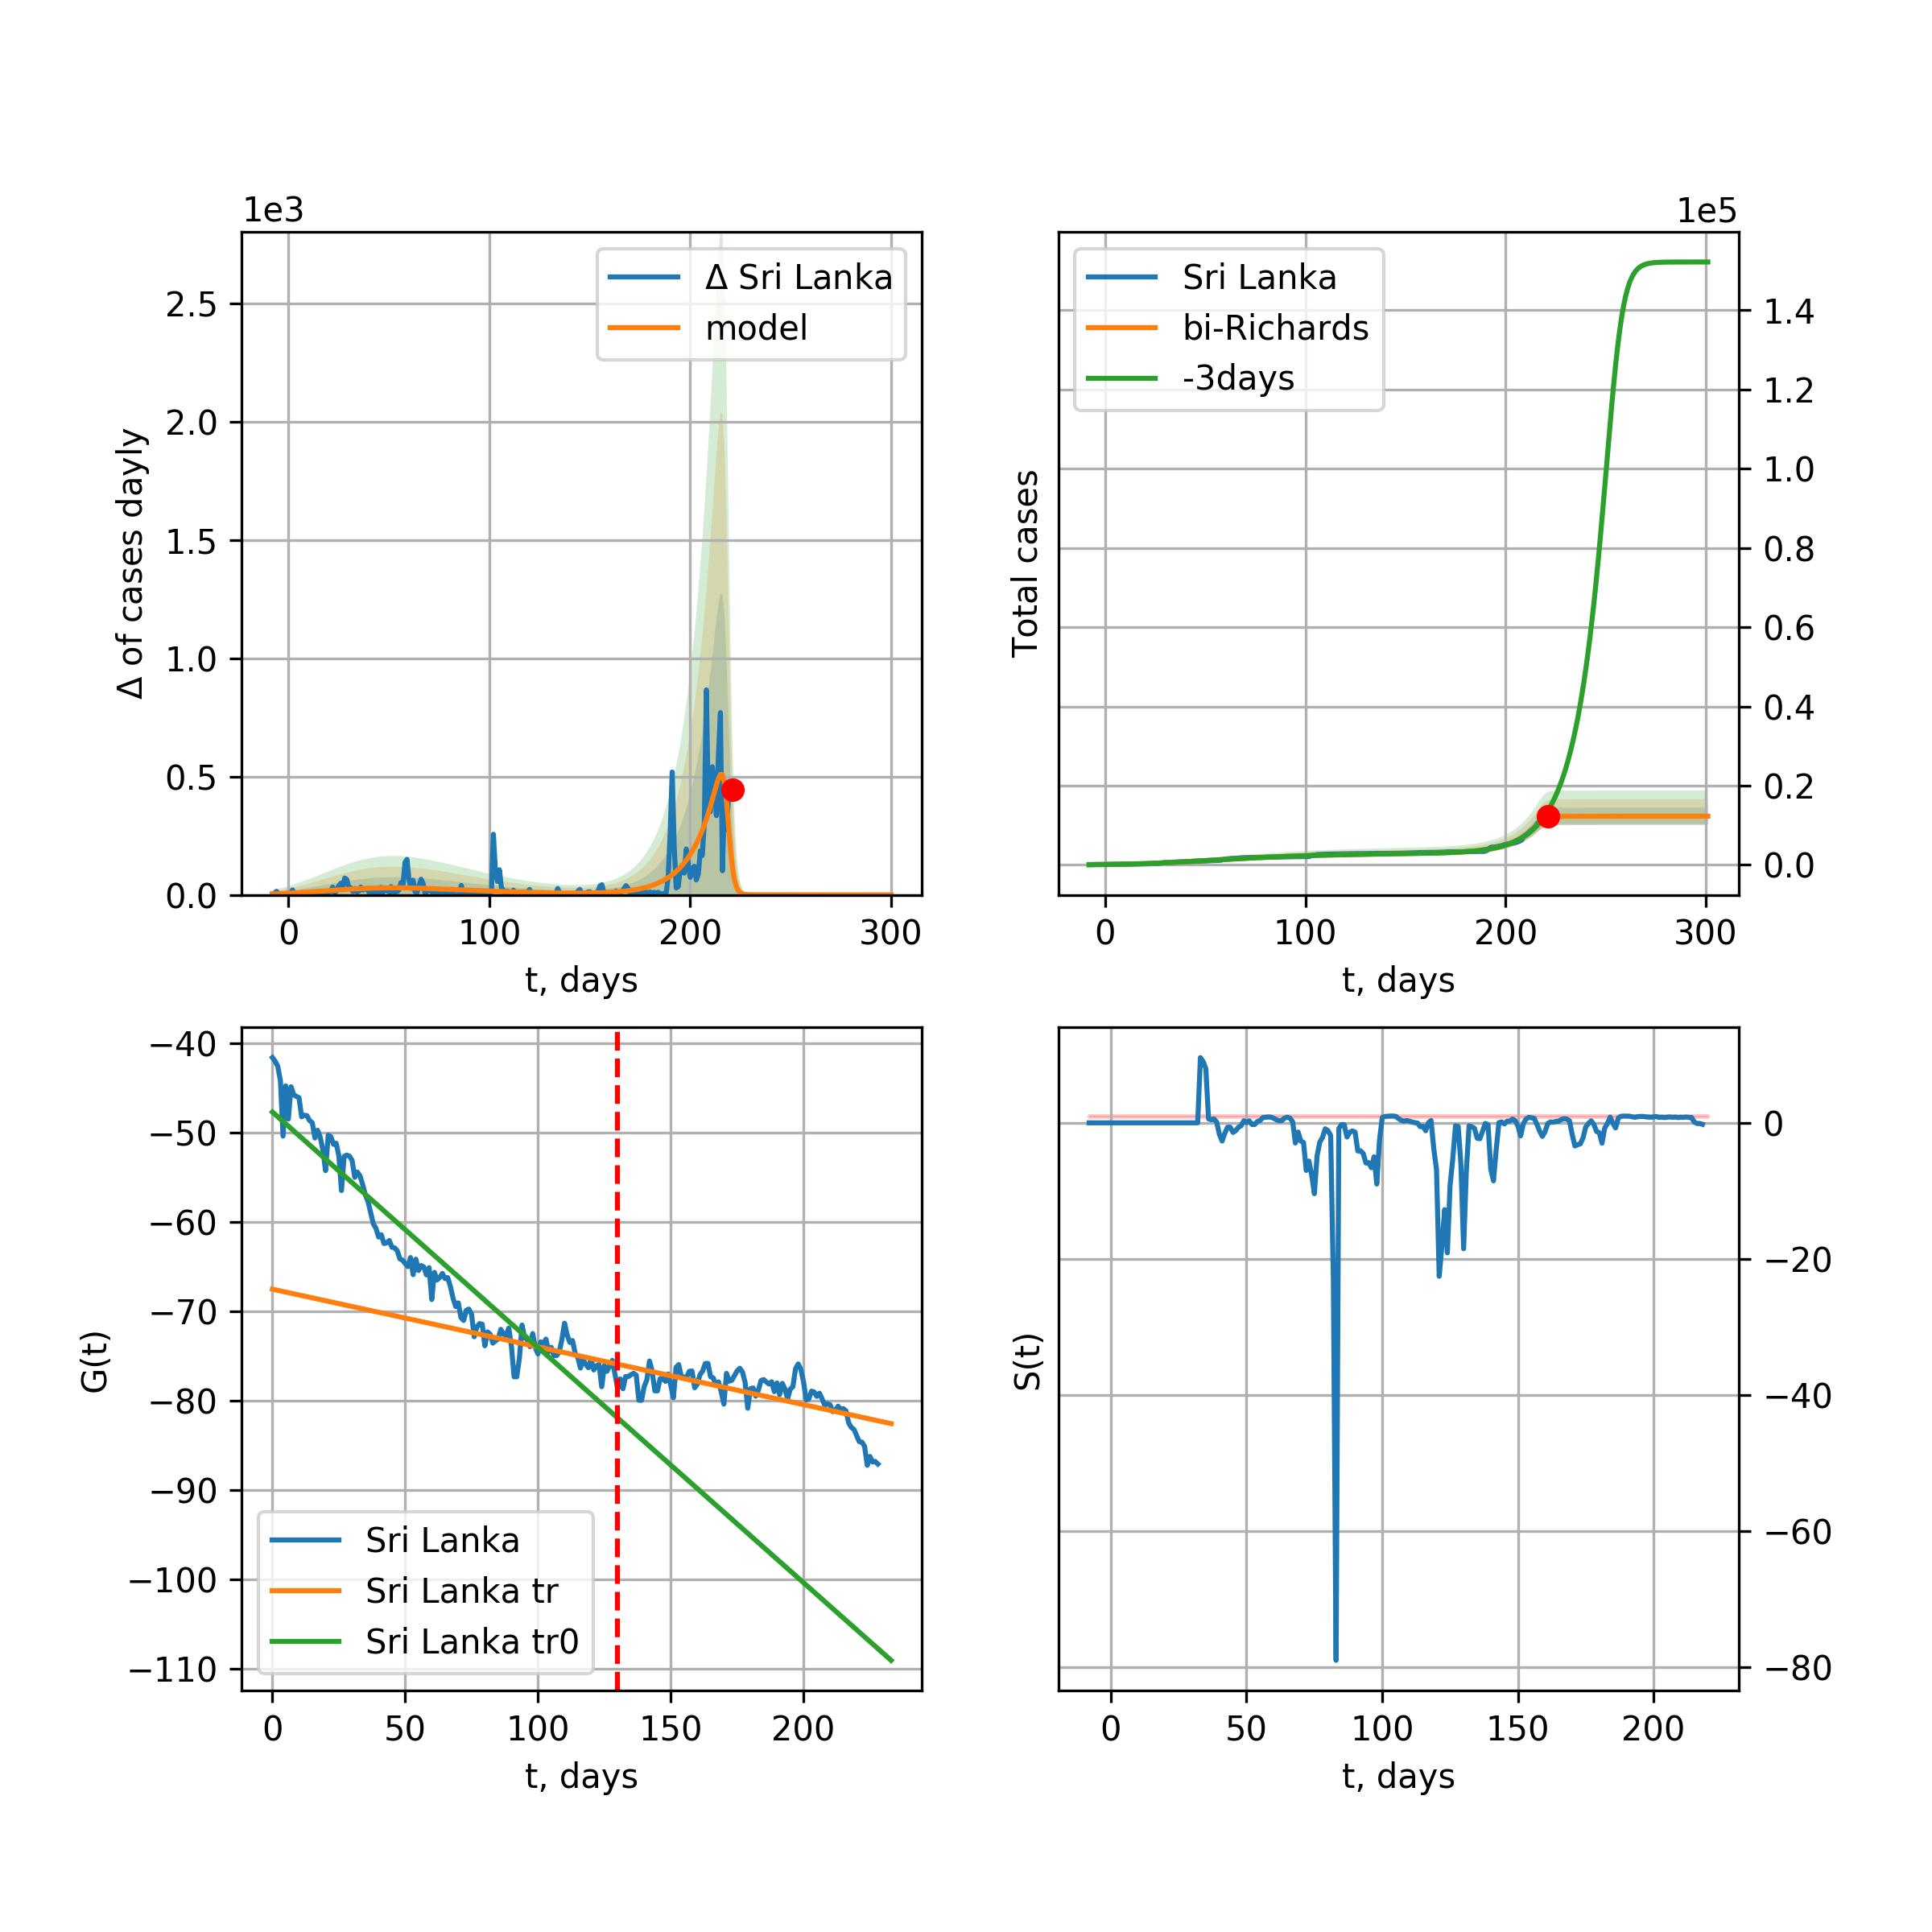 1e3
Δ of cases dayly
2.5
2.0
1.5
1.0
0.5
0.0
Δ Sri Lanka
model
0 100 200 300
t, days
1e5
Total cases
Sri Lanka
bi-Richards
-3days
1.4
1.2
1.0
0.8
0.6
0.4
0.2
0.0
0 100 200 300
t, days
G(t)
−40
−50
−60
−70
−80
−90
−100
−110
Sri Lanka
Sri Lanka tr
Sri Lanka tr0
0 50 100 150 200
t, days
S(t)
0
−20
−40
−60
−80
0 50 100 150 200
t, days